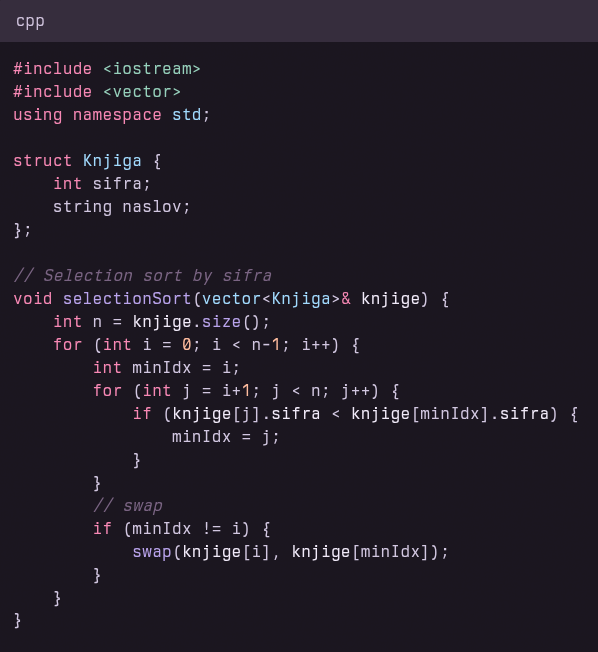 cpp
#include <iostream>
#include <vector>
using namespace std;
struct Knjiga {
    int sifra;
    string naslov;
};
// Selection sort by sifra
void selectionSort(vector<Knjiga>& knjige) {
    int n = knjige.size();
    for (int i = 0; i < n-1; i++) {
        int minIdx = i;
        for (int j = i+1; j < n; j++) {
            if (knjige[j].sifra < knjige[minIdx].sifra) {
                minIdx = j;
            }
        }
        // swap
        if (minIdx != i) {
            swap(knjige[i], knjige[minIdx]);
        }
    }
}